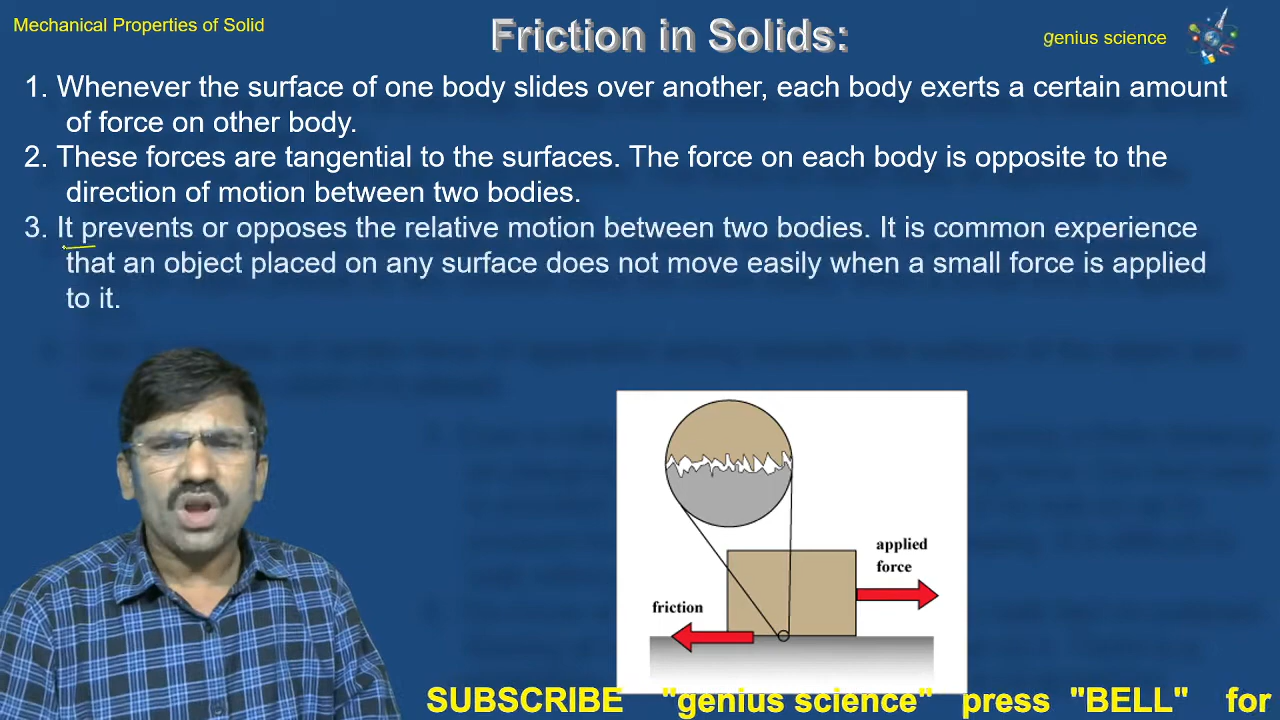 Mechanical Properties of Solid
Friction in Solids:
genius science
1. Whenever the surface of one body slides over another, each body exerts a certain amount
of force on other body.
2. These forces are tangential to the surfaces. The force on each body is opposite to the
direction of motion between two bodies.
3. It prevents or opposes the relative motion between two bodies. It is common experience
that an object placed on any surface does not move easily when a small force is applied
to it.
applied
force
friction
SUBSCRIBE "genius science" press "BELL" for